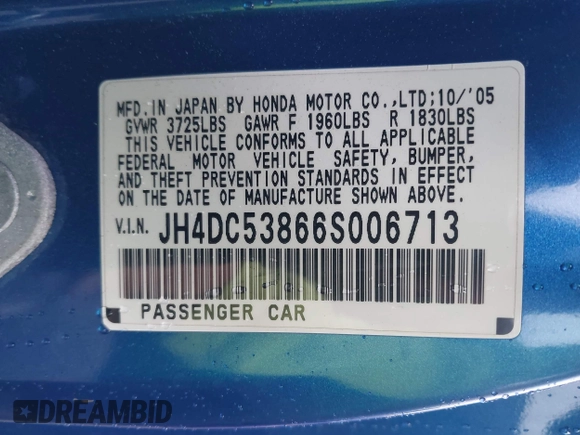 MFD.IN JAPAN BY HONDA MOTOR CO.,LTD;10/'05
GVWR 3725LBS GAWR F 1960LBS R 1830LBS
THIS VEHICLE CONFORMS TO ALL APPLICABLE
FEDERAL MOTOR VEHICLE SAFETY, BUMPER,
AND THEFT PREVENTION STANDARDS IN EFFECT
ON THE DATE OF MANUFACTURE SHOWN ABOVE.
V.I.N. JH4DC53866S006713
PASSENGER CAR
DREAMBID